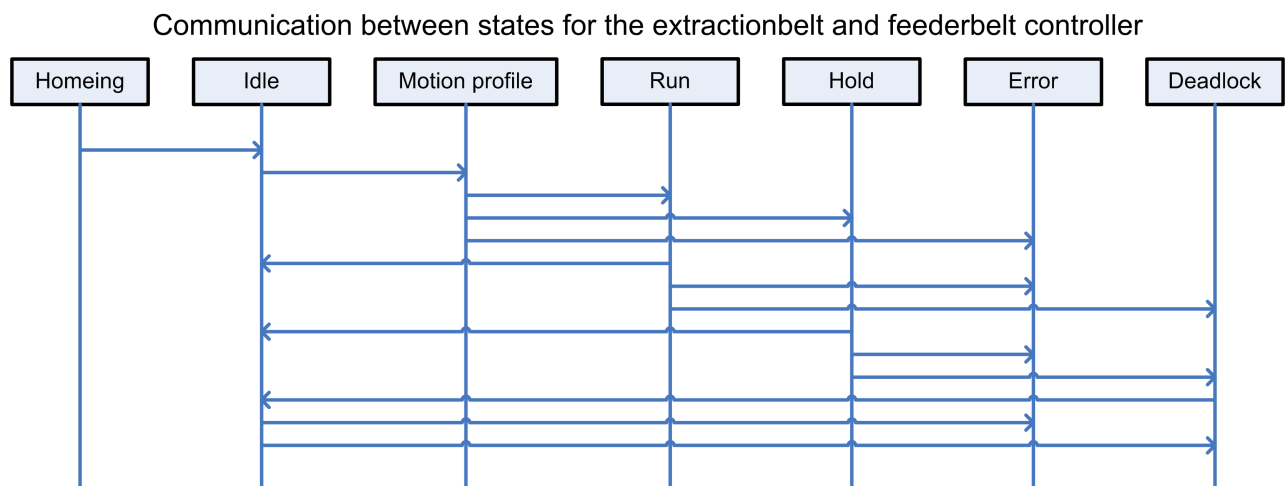 Communication between states for the extractionbelt and feederbelt controller
Homeing
Idle
Motion profile
Run
Hold
Error
Deadlock